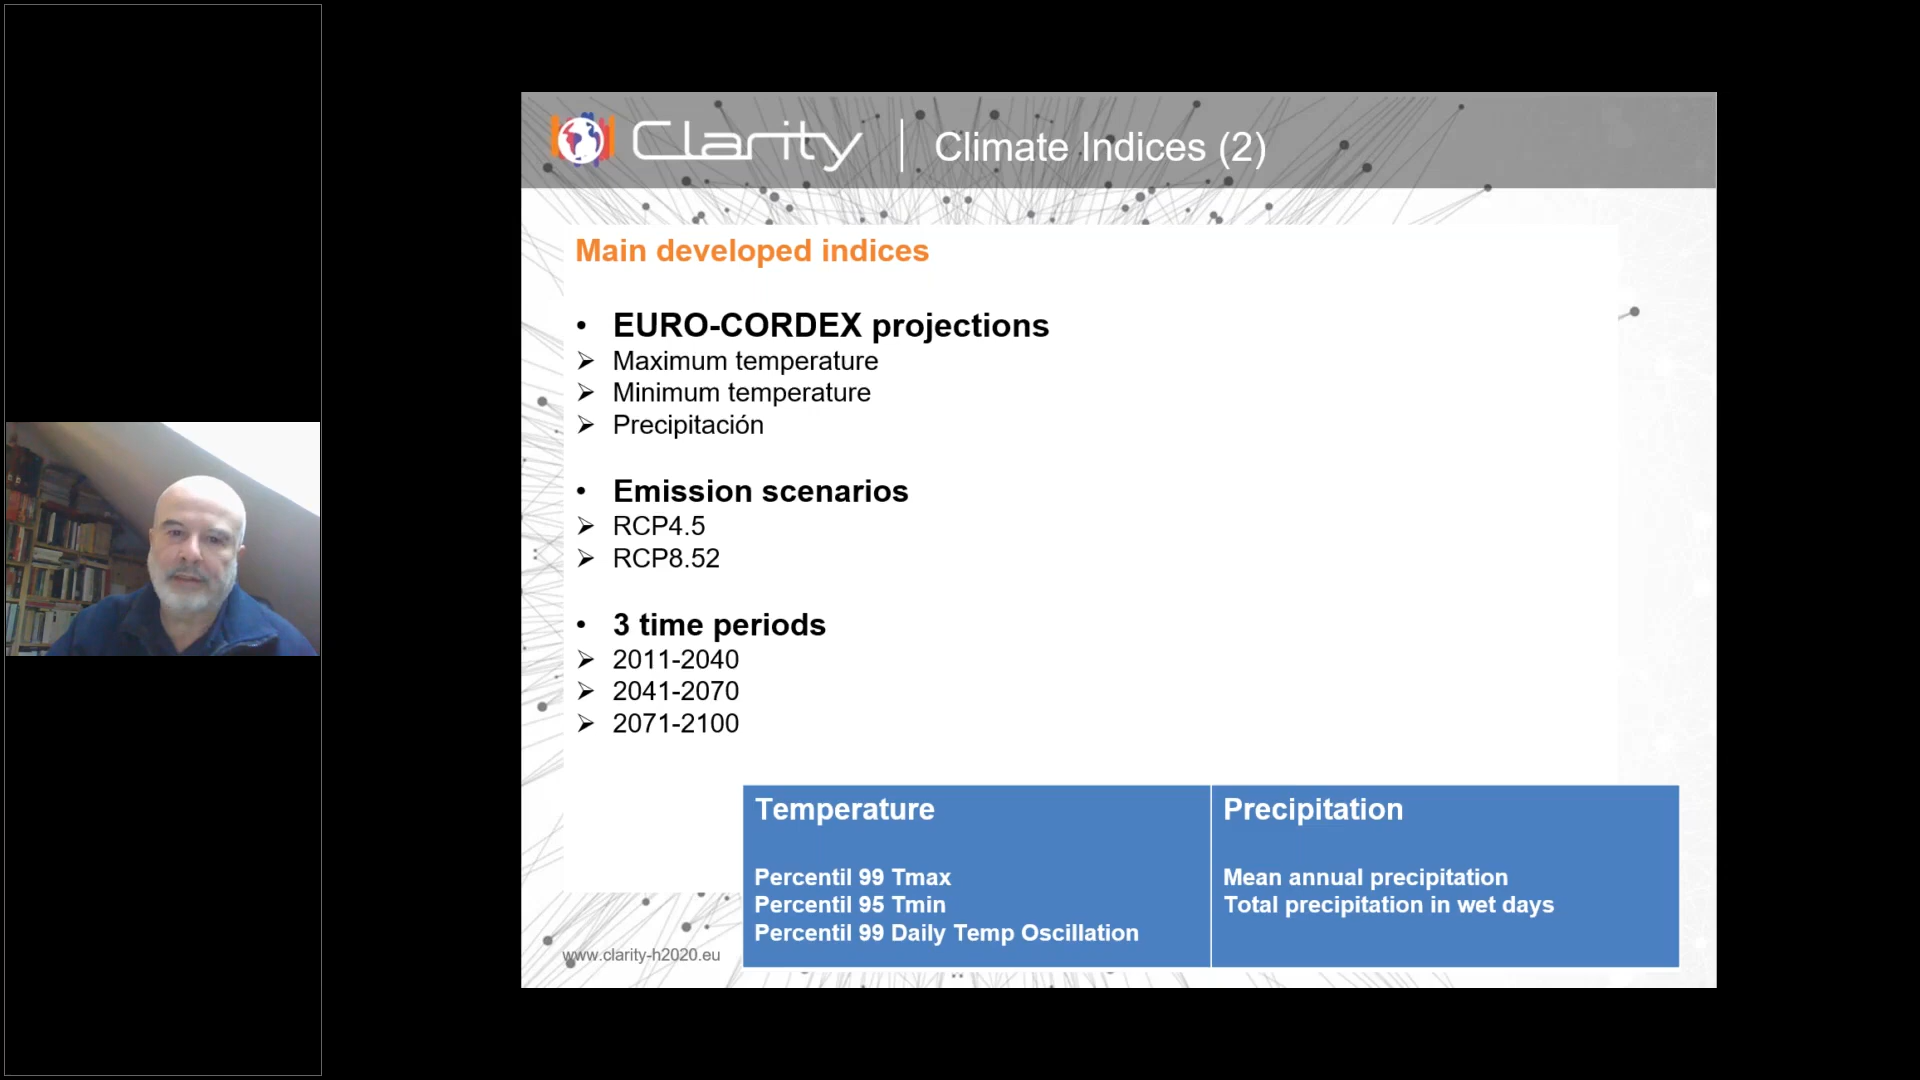 Clarity | Climate Indices (2)
Main developed indices
• EURO-CORDEX projections
➢ Maximum temperature
➢ Minimum temperature
➢ Precipitación
• Emission scenarios
➢ RCP4.5
➢ RCP8.52
• 3 time periods
➢ 2011-2040
➢ 2041-2070
➢ 2071-2100
Temperature
Percentil 99 Tmax
Percentil 95 Tmin
Percentil 99 Daily Temp Oscillation
Precipitation
Mean annual precipitation
Total precipitation in wet days
www.clarity-h2020.eu